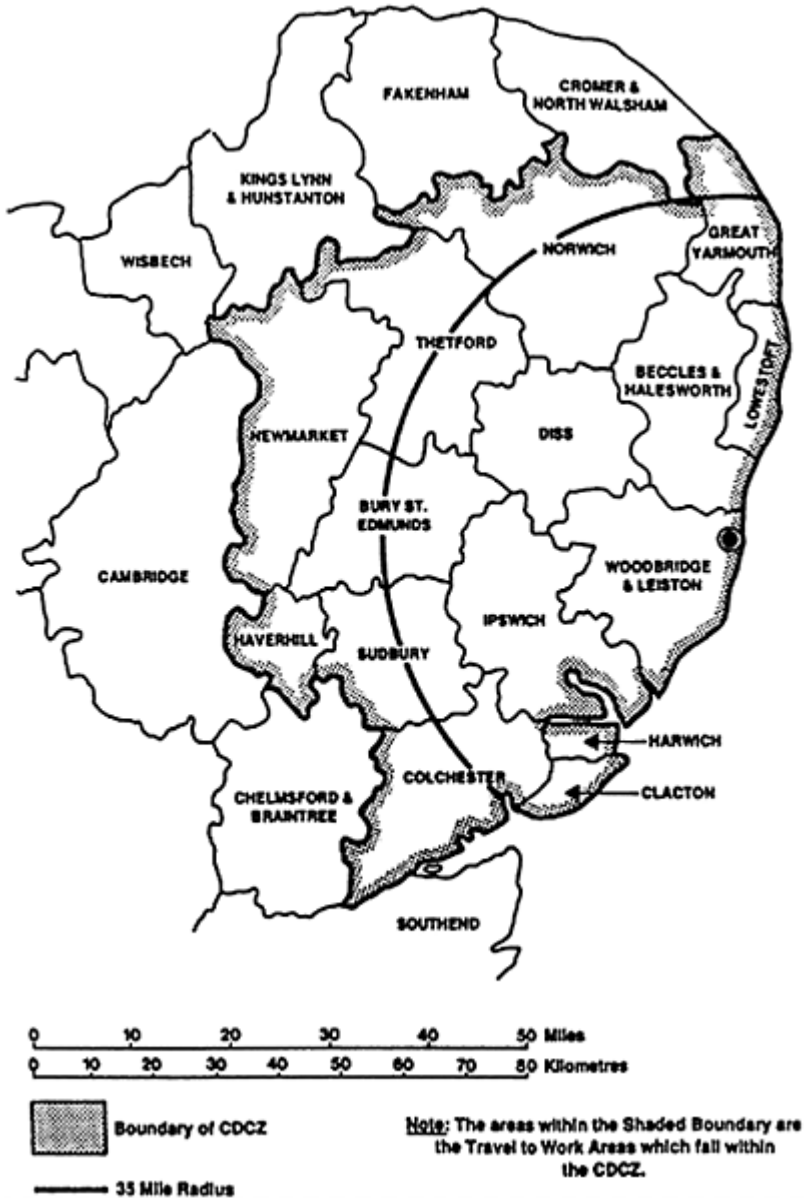 FAKENHAM
CROMER &
NORTH WALSHAM
KINGS LYNN
& HUNSTANTON
WISBECH
NORWICH
GREAT
YARMOUTH
THETFORD
BECCLES &
HALESWORTH
LOWESTOFT
NEWMARKET
DISS
BURY ST.
EDMUNDS
CAMBRIDGE
WOODBRIDGE
& LEISTON
IPSWICH
HAVERHILL
SUDBURY
HARWICH
COLCHESTER
CLACTON
CHELMSFORD &
BRAINTREE
SOUTHEND
0 10 20 30 40 50 Miles
0 10 20 30 40 50 60 70 80 Kilometres
Boundary of CDCZ
Note: The areas within the Shaded Boundary are
the Travel to Work Areas which fall within
the CDCZ.
35 Mile Radius